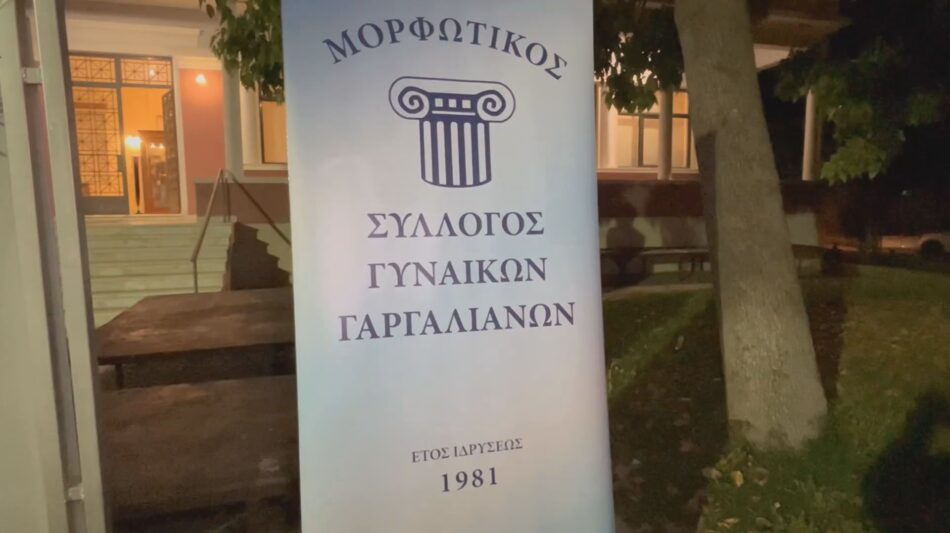 ΜΟΡΦΩΤΙΚΟΣ
ΣΥΛΛΟΓΟΣ
ΓΥΝΑΙΚΩΝ
ΓΑΡΓΑΛΙΑΝΩΝ
ΕΤΟΣ ΙΔΡΥΣΕΩΣ
1981